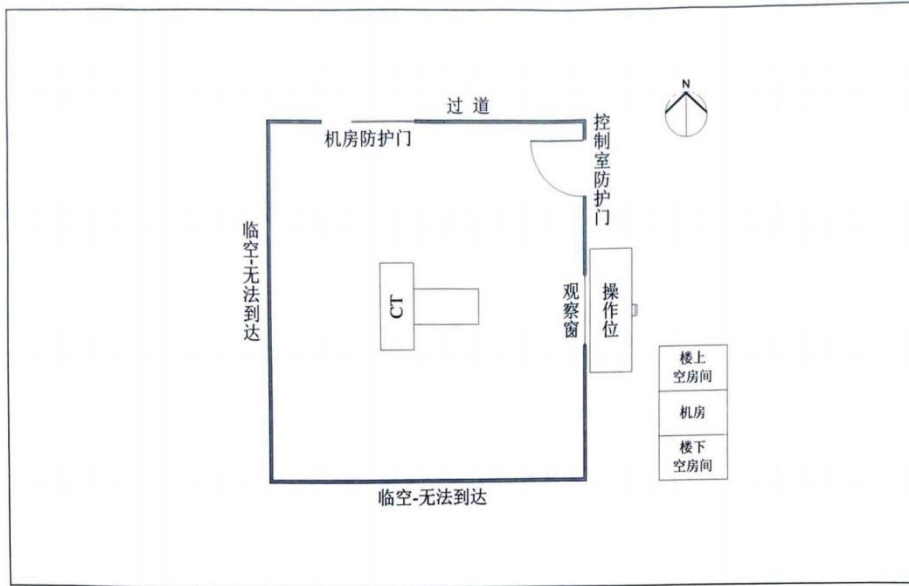 N
过 道
机房防护门
控制室防护门
临空-无法到达
CT
观察窗
操作位
楼上
空房间
机房
楼下
空房间
临空-无法到达